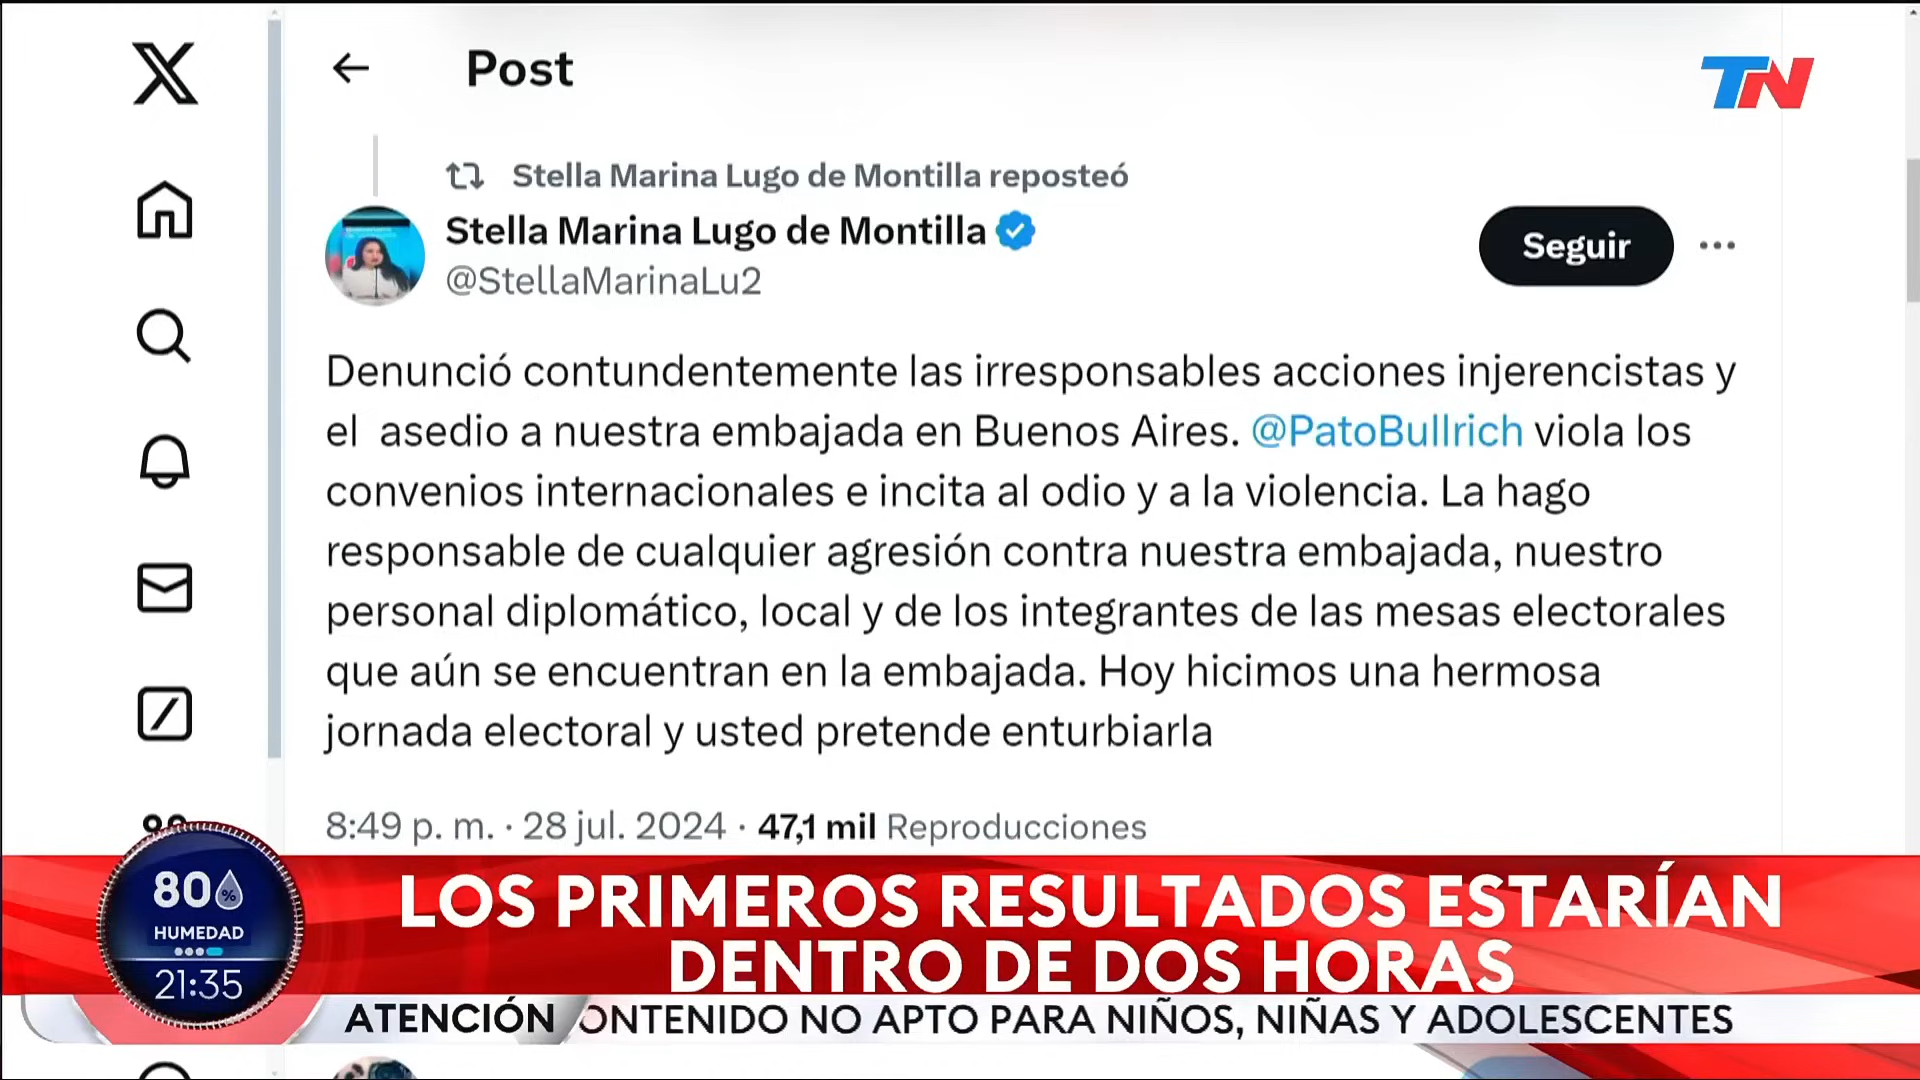 Post
TN
Stella Marina Lugo de Montilla reposteó
Stella Marina Lugo de Montilla
@StellaMarinaLu2
Seguir
Denunció contundentemente las irresponsables acciones injerencistas y
el asedio a nuestra embajada en Buenos Aires. @PatoBullrich viola los
convenios internacionales e incita al odio y a la violencia. La hago
responsable de cualquier agresión contra nuestra embajada, nuestro
personal diplomático, local y de los integrantes de las mesas electorales
que aún se encuentran en la embajada. Hoy hicimos una hermosa
jornada electoral y usted pretende enturbiarla
8:49 p. m. · 28 jul. 2024 · 47,1 mil Reproducciones
80%
HUMEDAD
21:35
LOS PRIMEROS RESULTADOS ESTARÍAN
DENTRO DE DOS HORAS
ATENCIÓN ONTENIDO NO APTO PARA NIÑOS, NIÑAS Y ADOLESCENTES